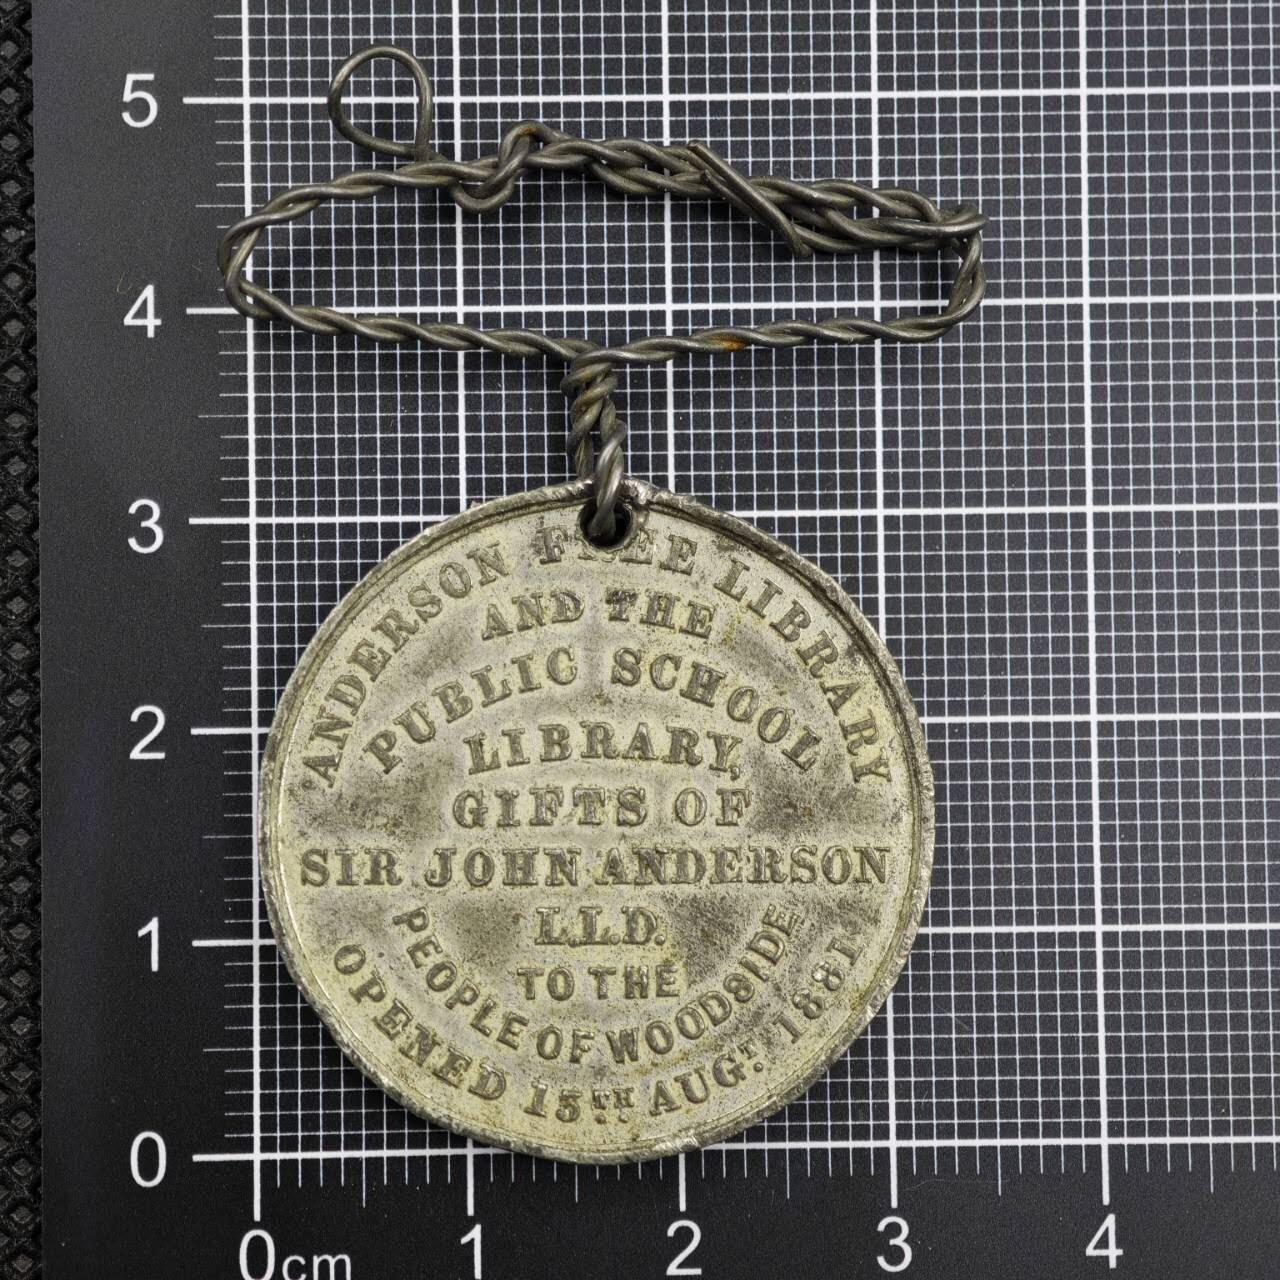 ANDERSON FREE LIBRARY
AND THE
PUBLIC SCHOOL
LIBRARY,
GIFTS OF
SIR JOHN ANDERSON
L.L.D.
TO THE
PEOPLE OF WOODSIDE
OPENED 13TH AUGT. 1881.
5
4
3
2
1
0
0cm 1 2 3 4